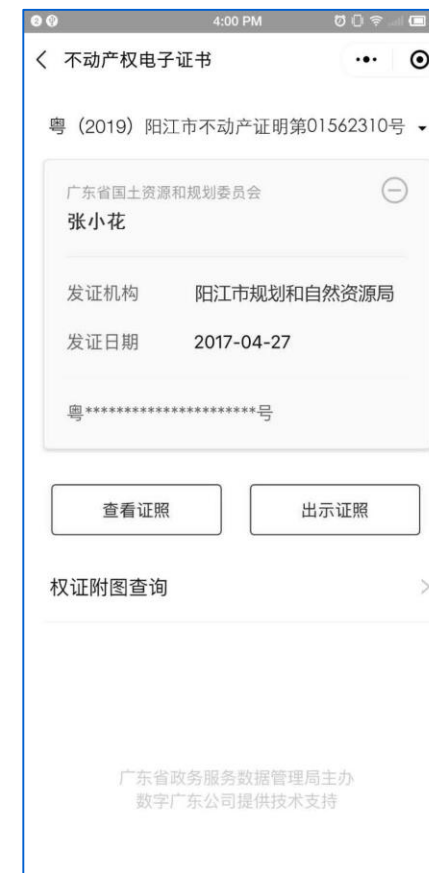 4:00 PM
不动产权电子证书
粤（2019）阳江市不动产证明第01562310号
广东省国土资源和规划委员会
张小花
发证机构 阳江市规划和自然资源局
发证日期 2017-04-27
粤**********************号
查看证照 出示证照
权证附图查询
广东省政务服务数据管理局主办
数字广东公司提供技术支持